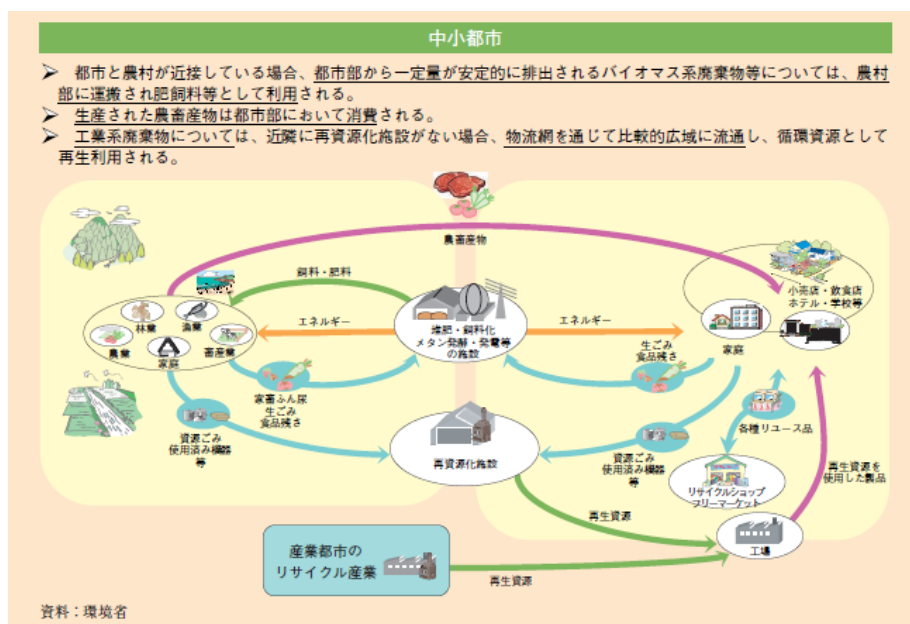 中小都市
➢ 都市と農村が近接している場合、都市部から一定量が安定的に排出されるバイオマス系廃棄物等については、農村
部に運搬され肥飼料等として利用される。
➢ 生産された農畜産物は都市部において消費される。
➢ 工業系廃棄物については、近隣に再資源化施設がない場合、物流網を通じて比較的広域に流通し、循環資源として
再生利用される。
農畜産物
飼料・肥料
小売店・飲食店
ホテル・学校等
林業
漁業
農業
家庭
畜産業
エネルギー
堆肥・飼料化
メタン発酵・発電等
の施設
エネルギー
家庭
生ごみ
食品残さ
家畜ふん尿
生ごみ
食品残さ
資源ごみ
使用済み機器
等
再資源化施設
資源ごみ
使用済み機器
等
各種リユース品
リサイクルショップ
フリーマーケット
再生資源を
使用した製品
再生資源
工場
産業都市の
リサイクル産業
再生資源
資料：環境省